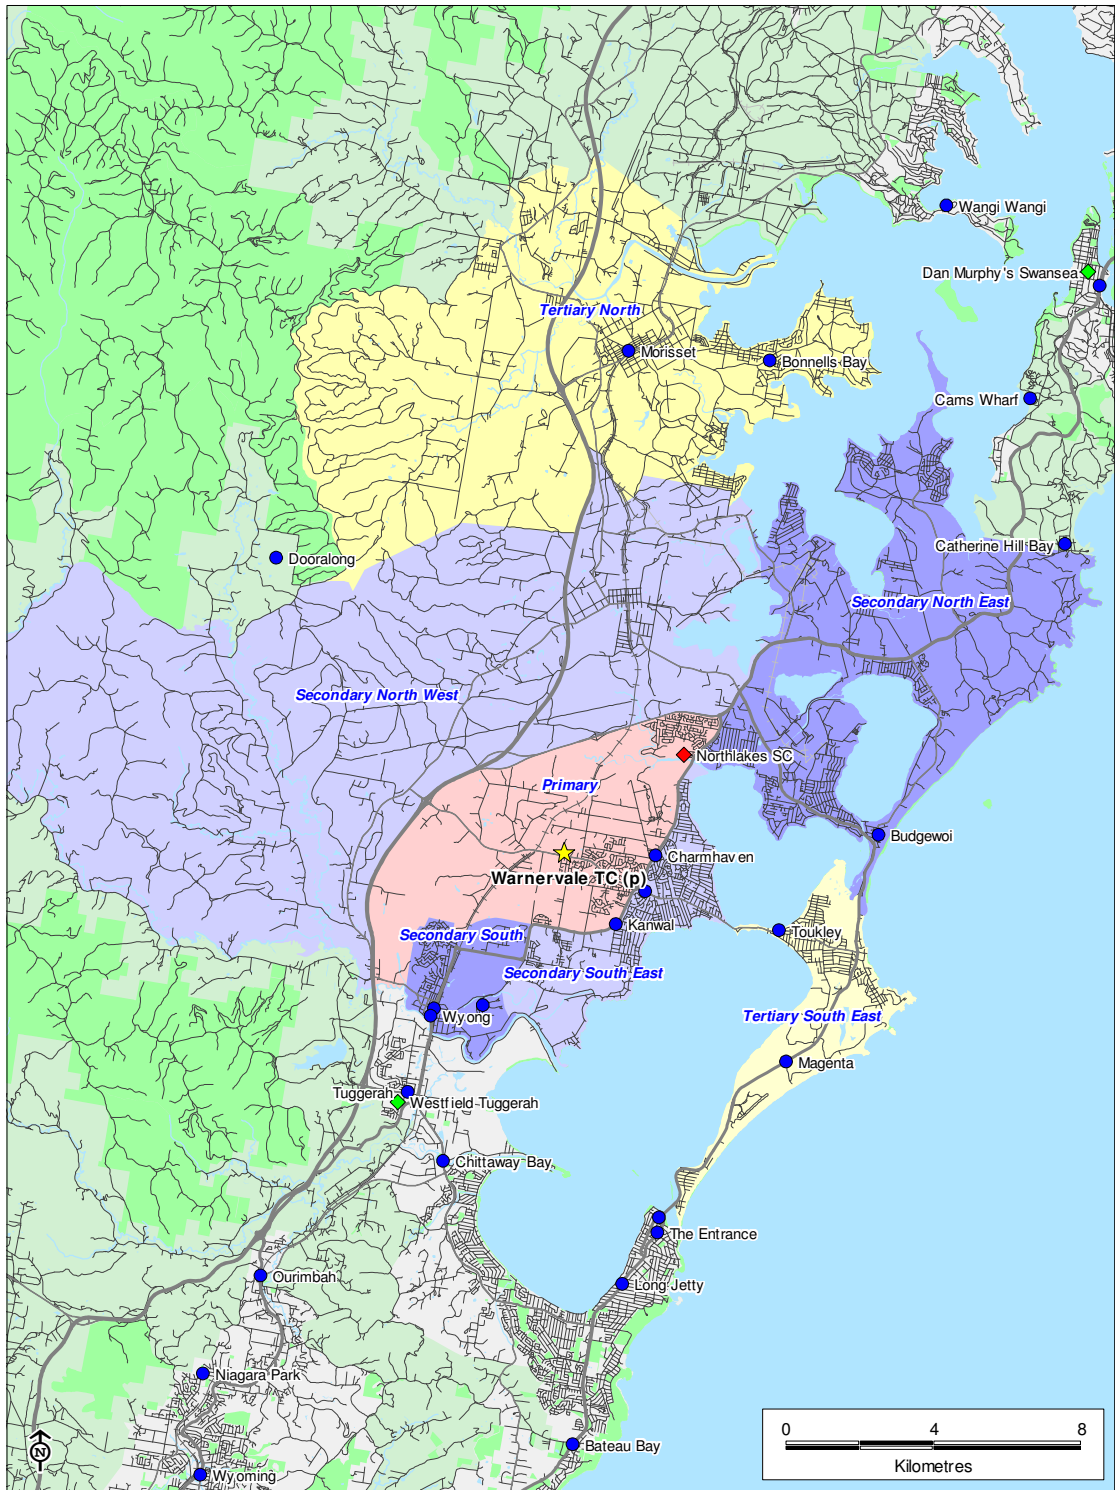 Wangi Wangi
Dan Murphy's Swansea
Tertiary North
Morisset
Bonnells Bay
Cams Wharf
Catherine Hill Bay
Dooralong
Secondary North East
Secondary North West
Northlakes SC
Primary
Budgewoi
Charmhaven
Warnervale TC (p)
Kanwal
Toukley
Secondary South
Secondary South East
Wyong
Tertiary South East
Magenta
Tuggerah
Westfield Tuggerah
Chittaway Bay
The Entrance
Ourimbah
Long Jetty
Niagara Park
Bateau Bay
Wyoming
N
0 4 8
Kilometres